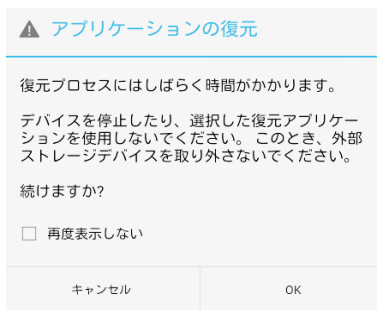 アプリケーションの復元
復元プロセスにはしばらく時間がかかります。
デバイスを停止したり、選択した復元アプリケー
ションを使用しないでください。 このとき、外部
ストレージデバイスを取り外さないでください。
続けますか?
再度表示しない
キャンセル
OK